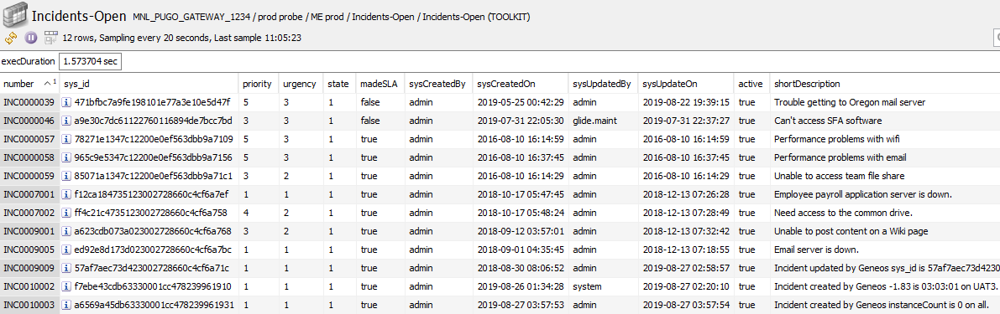 Incidents-Open MNL_PUGO_GATEWAY_1234 / prod probe / ME prod / Incidents-Open / Incidents-Open (TOOLKIT)
12 rows, Sampling every 20 seconds, Last sample 11:05:23
execDuration 1.573704 sec
number 1 sys_id priority urgency state madeSLA sysCreatedBy sysCreatedOn sysUpdatedBy sysUpdateOn active shortDescription
INC0000039 471bfbc7a9fe198101e77a3e10e5d47f 5 3 1 false admin 2019-05-25 00:42:29 admin 2019-08-22 19:39:15 true Trouble getting to Oregon mail server
INC0000046 a9e30c7dc61122760116894de7bcc7bd 3 3 1 false admin 2019-07-31 22:05:30 glide.maint 2019-07-31 22:37:27 true Can't access SFA software
INC0000057 78271e1347c12200e0ef563dbb9a7109 5 3 1 true admin 2016-08-10 16:14:59 admin 2016-08-10 16:14:59 true Performance problems with wifi
INC0000058 965c9e5347c12200e0ef563dbb9a7156 5 3 1 true admin 2016-08-10 16:37:45 admin 2016-08-10 16:37:45 true Performance problems with email
INC0000059 85071a1347c12200e0ef563dbb9a71c1 3 2 1 true admin 2016-08-10 16:14:29 admin 2016-08-10 16:14:29 true Unable to access team file share
INC0007001 f12ca184735123002728660c4cf6a7ef 1 1 1 true admin 2018-10-17 05:47:45 admin 2018-12-13 07:26:28 true Employee payroll application server is down.
INC0007002 ff4c21c4735123002728660c4cf6a758 4 2 1 true admin 2018-10-17 05:48:24 admin 2018-12-13 07:28:49 true Need access to the common drive.
INC0009001 a623cdb073a023002728660c4cf6a768 3 2 1 true admin 2018-09-12 03:57:01 admin 2018-12-13 07:32:42 true Unable to post content on a Wiki page
INC0009005 ed92e8d173d023002728660c4cf6a7bc 1 1 1 true admin 2018-09-01 04:35:45 admin 2018-12-13 07:18:55 true Email server is down.
INC0009009 57af7aec73d423002728660c4cf6a71c 1 1 1 true admin 2018-08-30 08:06:52 admin 2019-08-27 02:58:57 true Incident updated by Geneos sys_id is 57af7aec73d4230
INC0010002 f7ebe43cdb63330001cc478239961910 1 1 1 true admin 2019-08-26 01:34:28 system 2019-08-27 02:20:10 true Incident created by Geneos -1.83 is 03:03:01 on UAT3.
INC0010003 a6569a45db63330001cc478239961931 1 1 1 true admin 2019-08-27 03:57:53 admin 2019-08-27 03:57:54 true Incident created by Geneos instanceCount is 0 on all.